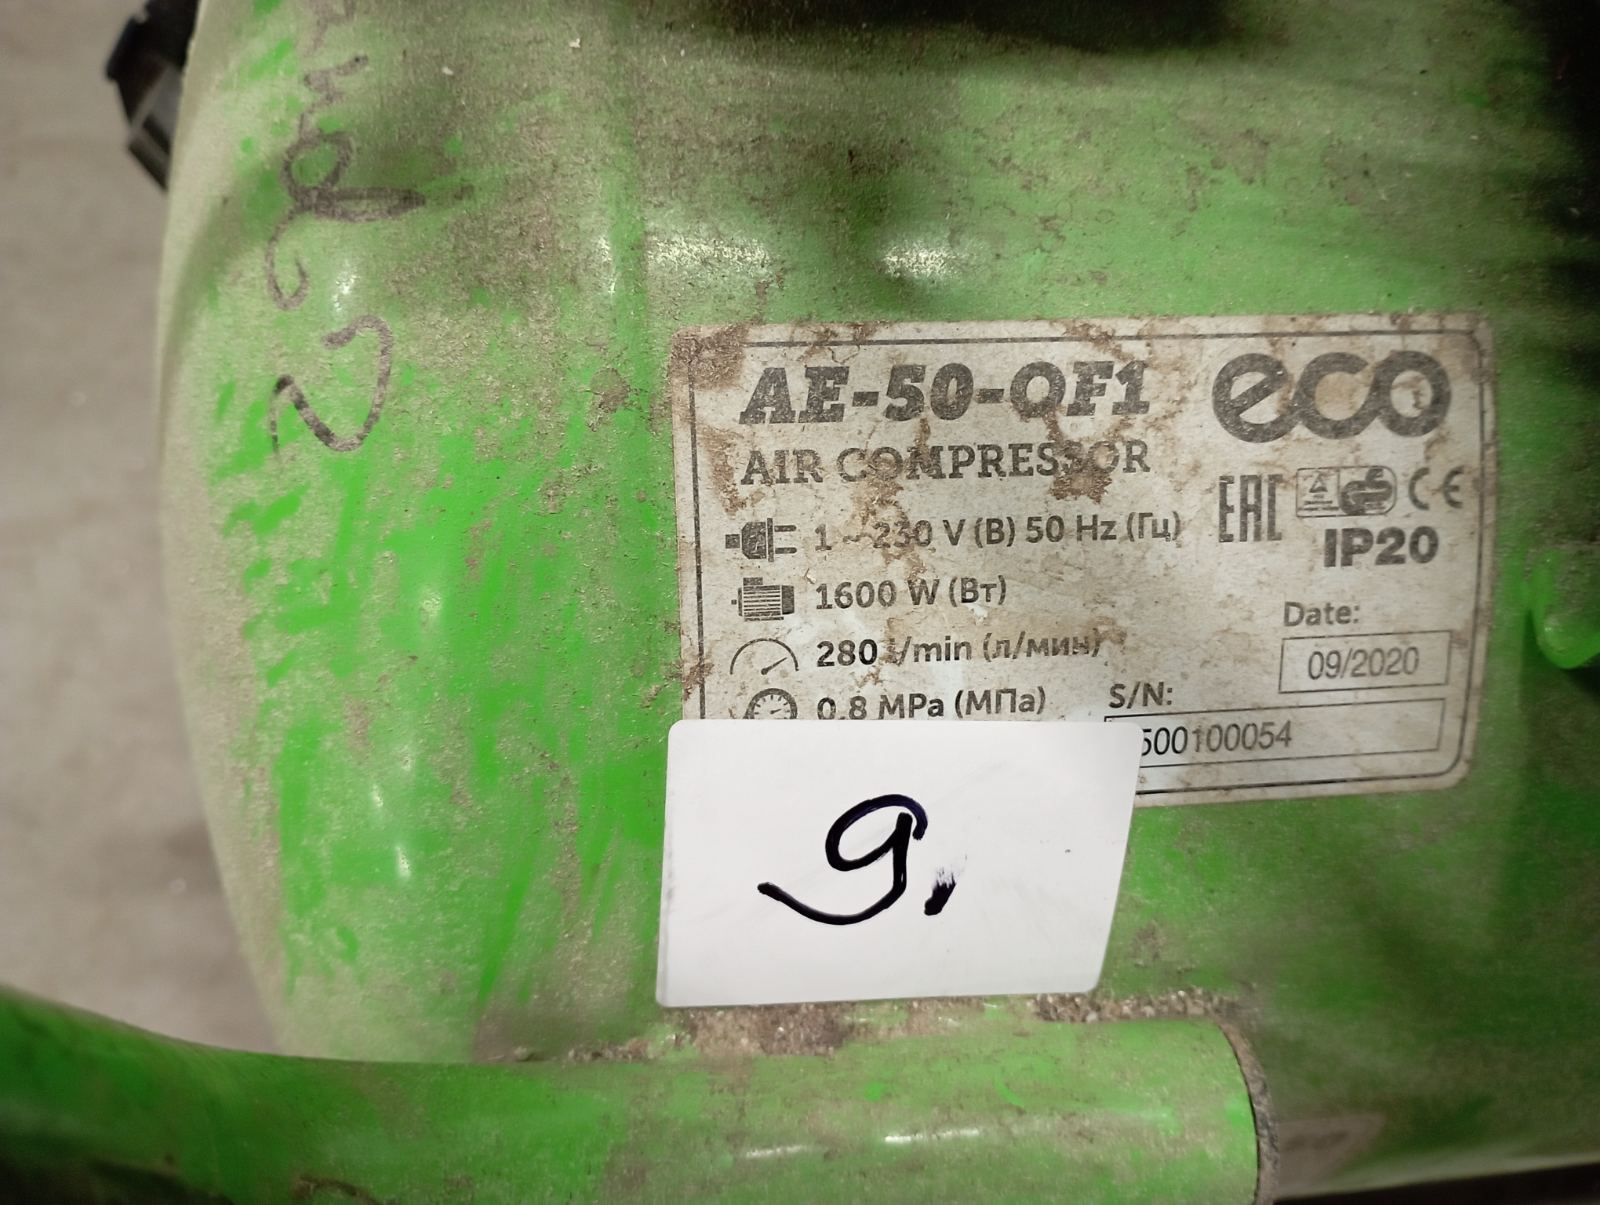 AE-50-OF1
eco
AIR COMPRESSOR
EAC
CE
1 ~ 230 V (В) 50 Hz (Гц)
IP20
1600 W (Вт)
Date:
280 l/min (л/мин)
09/2020
0,8 MPa (МПа)
S/N:
500100054
9.